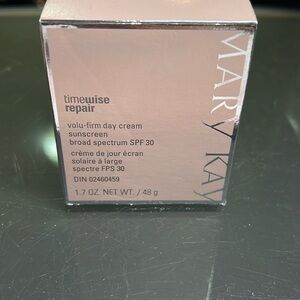 timewise
repair
volu-firm day cream
sunscreen
broad spectrum SPF 30
crème de jour écran
solaire à large
spectre FPS 30
DIN 02460459
1.7 OZ. NET WT. / 48 g
MARY KAY